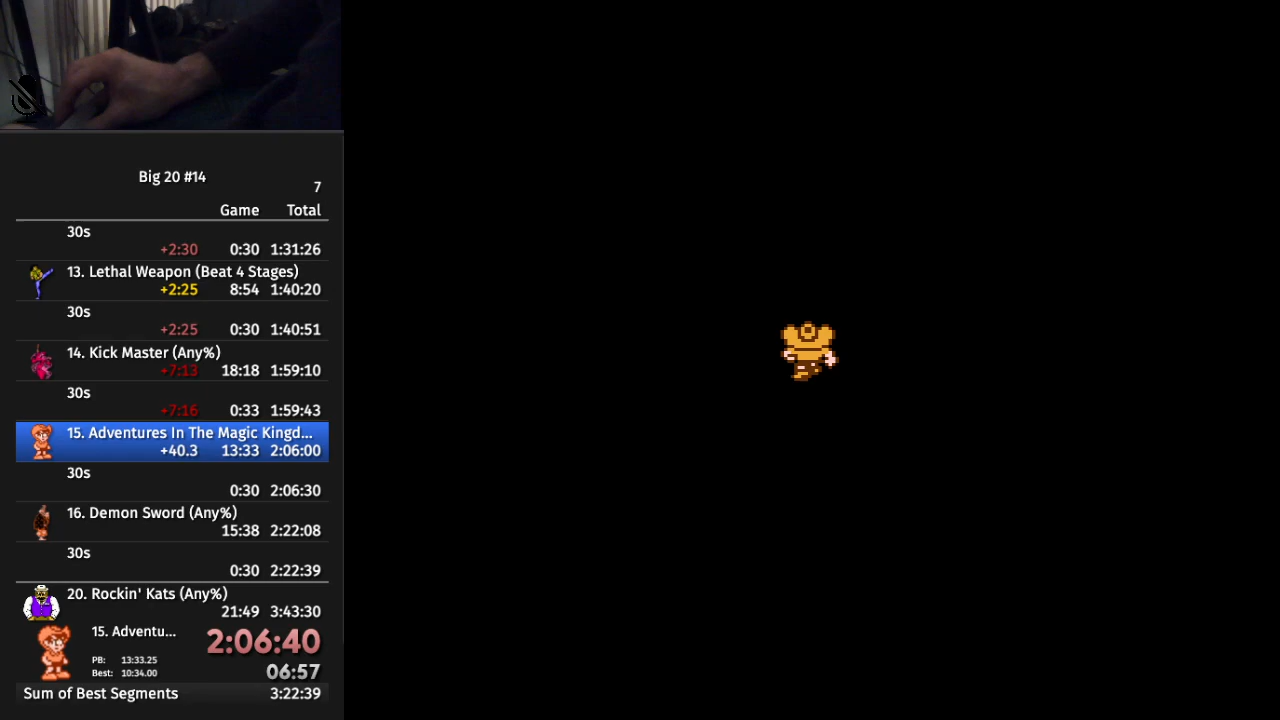 Big 20 #14
7
Game Total
30s
+2:30 0:30 1:31:26
13. Lethal Weapon (Beat 4 Stages)
+2:25 8:54 1:40:20
30s
+2:25 0:30 1:40:51
14. Kick Master (Any%)
+7:13 18:18 1:59:10
30s
+7:16 0:33 1:59:43
15. Adventures In The Magic Kingd...
+40.3 13:33 2:06:00
30s
0:30 2:06:30
16. Demon Sword (Any%)
15:38 2:22:08
30s
0:30 2:22:39
20. Rockin' Kats (Any%)
21:49 3:43:30
15. Adventu... 2:06:40
PB: 13:33.25
Best: 10:34.00
06:57
Sum of Best Segments 3:22:39